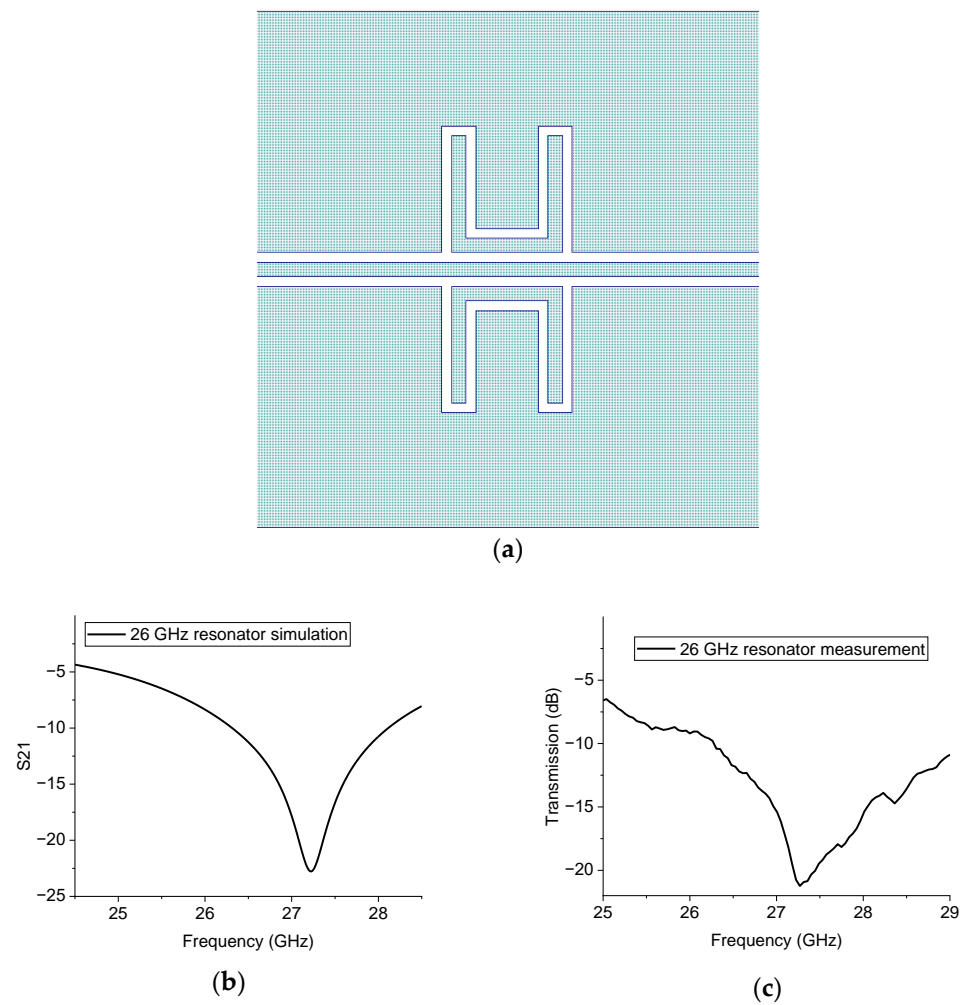 (a)
26 GHz resonator simulation
−5
−10
−15
−20
−25
S21
25
26
27
28
Frequency (GHz)
(b)
26 GHz resonator measurement
−5
−10
−15
−20
Transmission (dB)
25
26
27
28
29
Frequency (GHz)
(c)